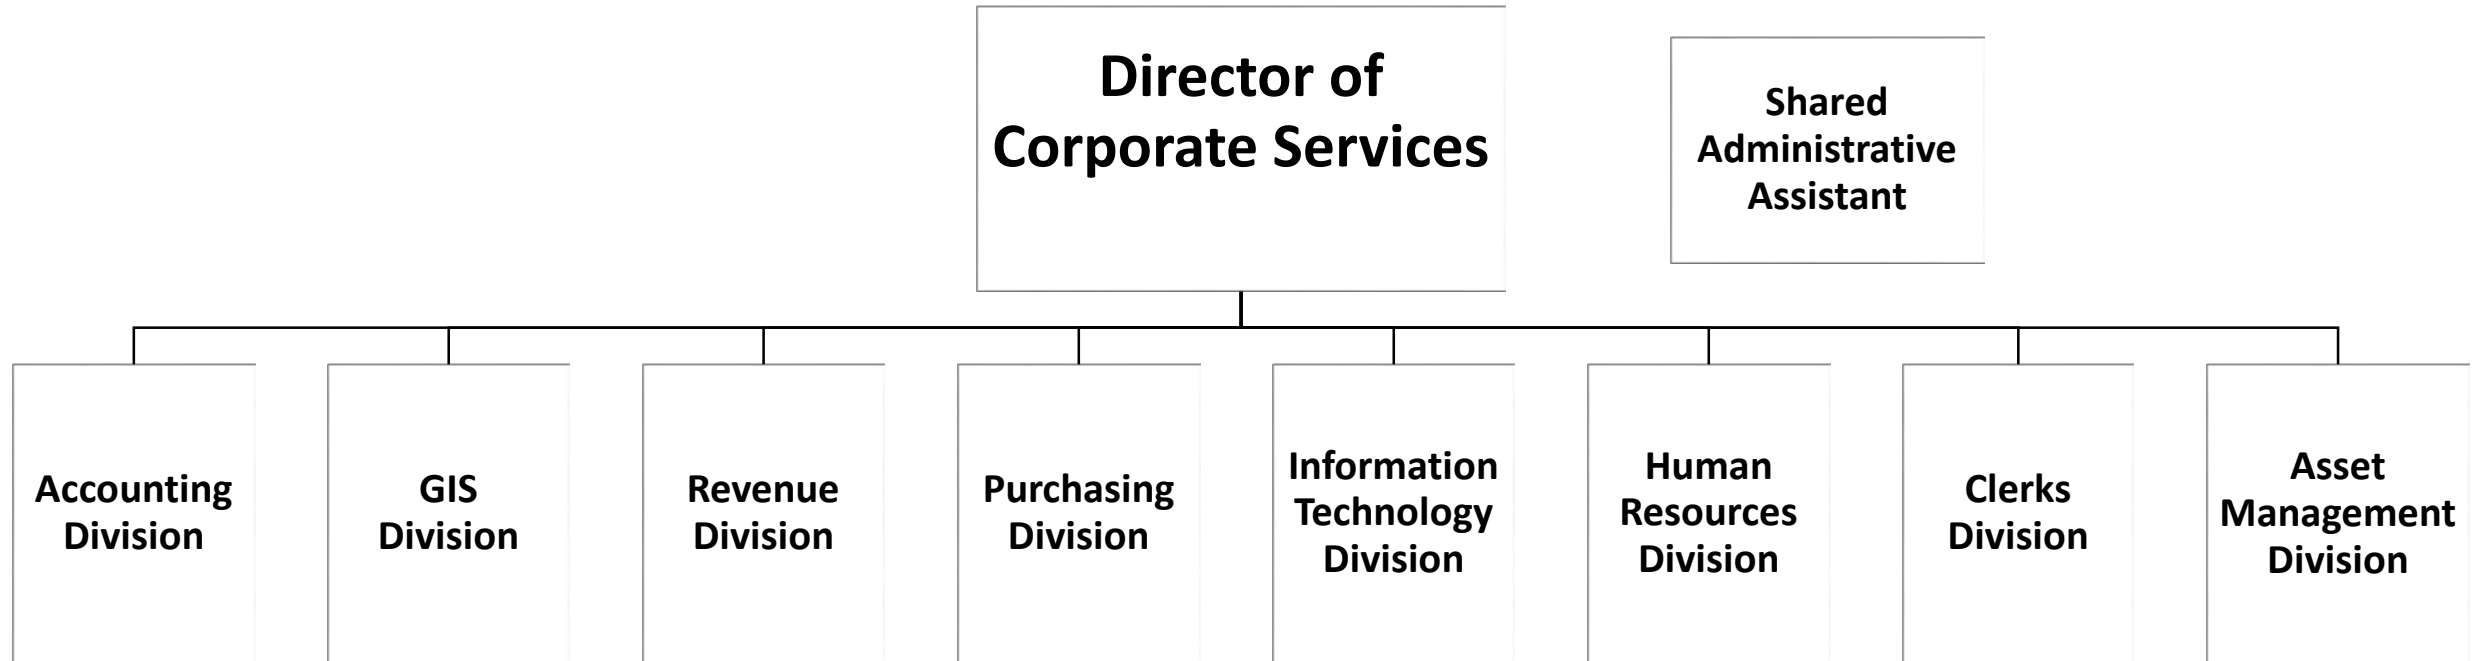 Director of
Corporate Services
Shared
Administrative
Assistant
Accounting
Division
GIS
Division
Revenue
Division
Purchasing
Division
Information
Technology
Division
Human
Resources
Division
Clerks
Division
Asset
Management
Division